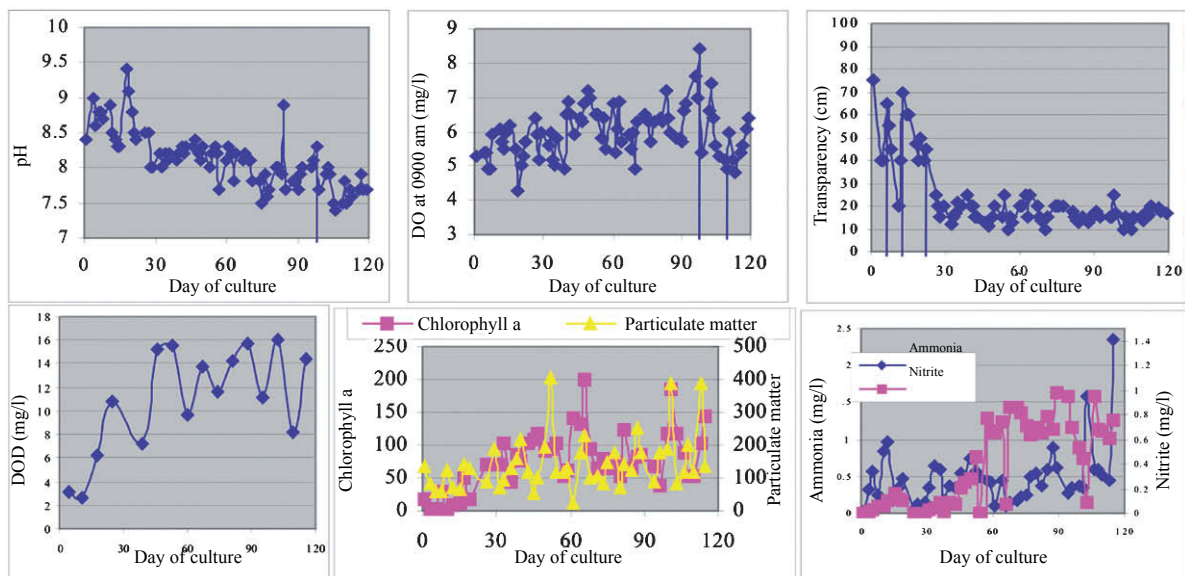 10
9.5
9
8.5
8
7.5
7
pH
0 30 60 90 120
Day of culture
9
8
7
6
5
4
3
DO at 0900 am (mg/l)
0 30 60 90 120
Day of culture
100
90
80
70
60
50
40
30
20
10
0
Transparency (cm)
0 30 60 90 120
Day of culture
18
16
14
12
10
8
6
4
2
0
DOD (mg/l)
0 30 60 90 120
Day of culture
Chlorophyll a Particulate matter
250
200
150
100
50
0
Chlorophyll a
500
400
300
200
100
0
Particulate matter
0 30 60 90 120
Day of culture
Ammonia
Nitrite
2.5
2
1.5
1
0.5
0
Ammonia (mg/l)
1.4
1.2
1
0.8
0.6
0.4
0.2
0
Nitrite (mg/l)
0 30 60 90 120
Day of culture